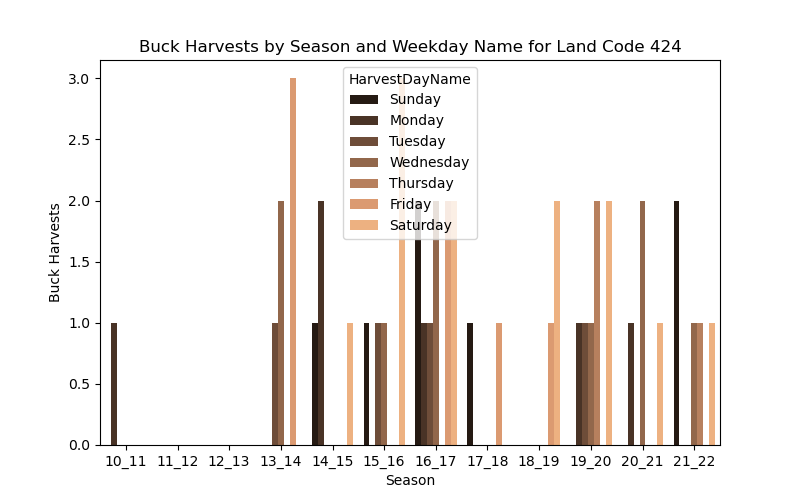 Buck Harvests by Season and Weekday Name for Land Code 424
HarvestDayName
Sunday
Monday
Tuesday
Wednesday
Thursday
Friday
Saturday
3.0
2.5
2.0
1.5
1.0
0.5
0.0
Buck Harvests
10_11 11_12 12_13 13_14 14_15 15_16 16_17 17_18 18_19 19_20 20_21 21_22
Season